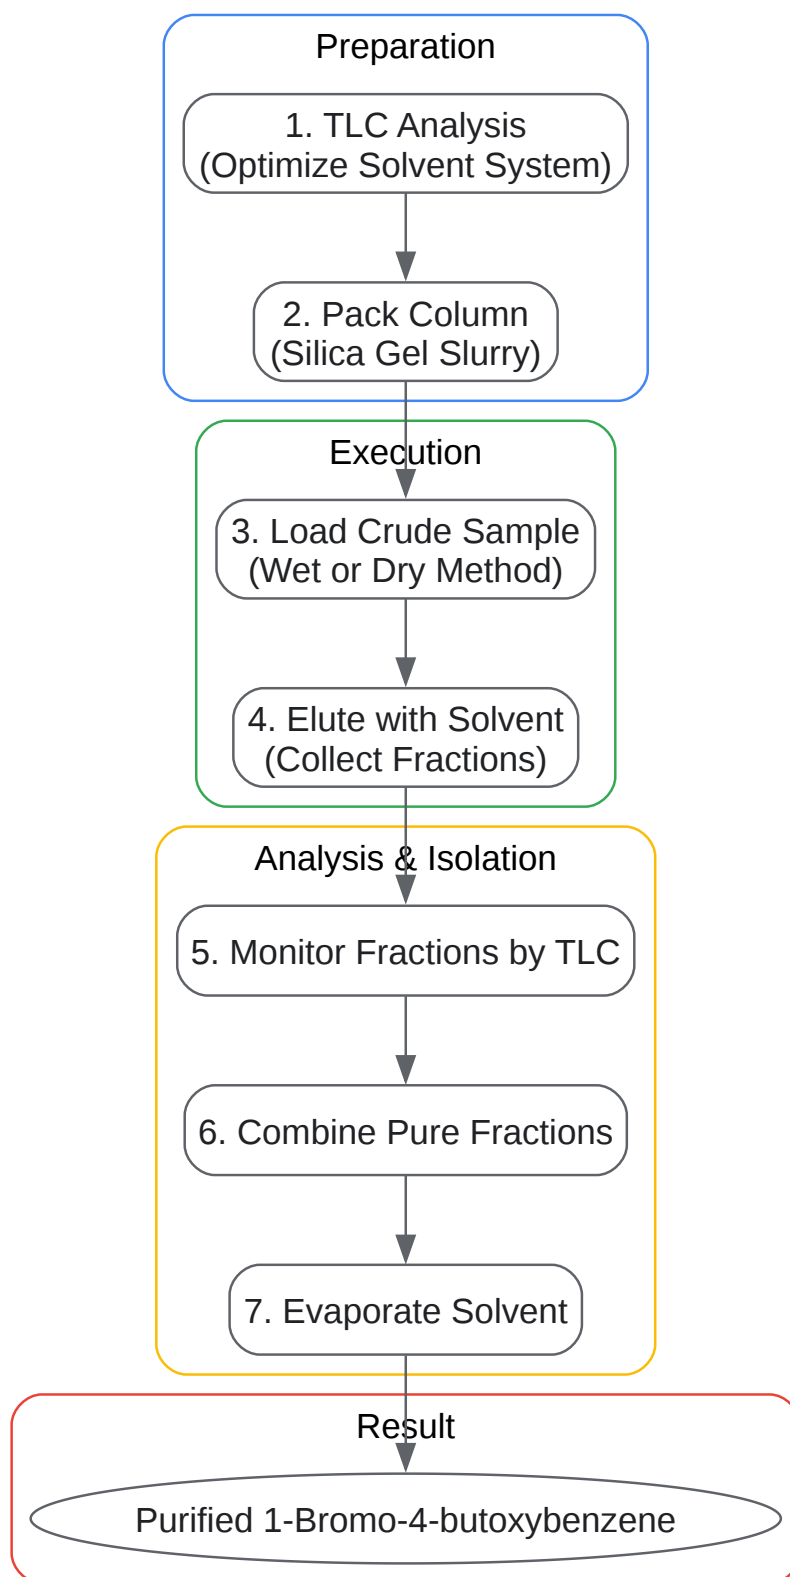 Preparation
1. TLC Analysis
(Optimize Solvent System)
2. Pack Column
(Silica Gel Slurry)
Execution
3. Load Crude Sample
(Wet or Dry Method)
4. Elute with Solvent
(Collect Fractions)
Analysis & Isolation
5. Monitor Fractions by TLC
6. Combine Pure Fractions
7. Evaporate Solvent
Result
Purified 1-Bromo-4-butoxybenzene